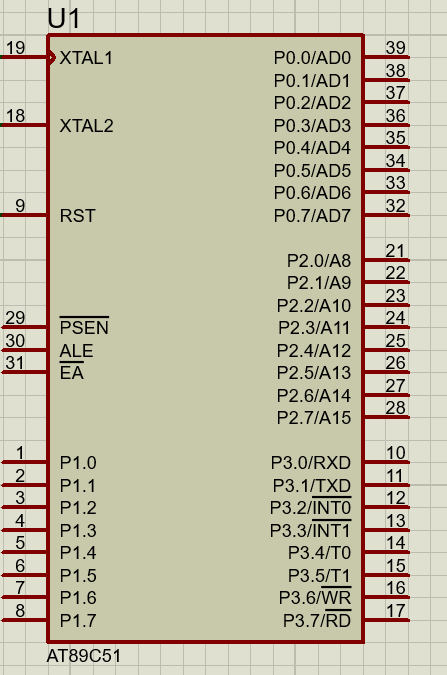 U1
19 XTAL1 P0.0/AD0 39
P0.1/AD1 38
P0.2/AD2 37
18 XTAL2 P0.3/AD3 36
P0.4/AD4 35
P0.5/AD5 34
P0.6/AD6 33
9 RST P0.7/AD7 32
P2.0/A8 21
P2.1/A9 22
P2.2/A10 23
29 PSEN P2.3/A11 24
30 ALE P2.4/A12 25
31 EA P2.5/A13 26
P2.6/A14 27
P2.7/A15 28
1 P1.0 P3.0/RXD 10
2 P1.1 P3.1/TXD 11
3 P1.2 P3.2/INT0 12
4 P1.3 P3.3/INT1 13
5 P1.4 P3.4/T0 14
6 P1.5 P3.5/T1 15
7 P1.6 P3.6/WR 16
8 P1.7 P3.7/RD 17
AT89C51